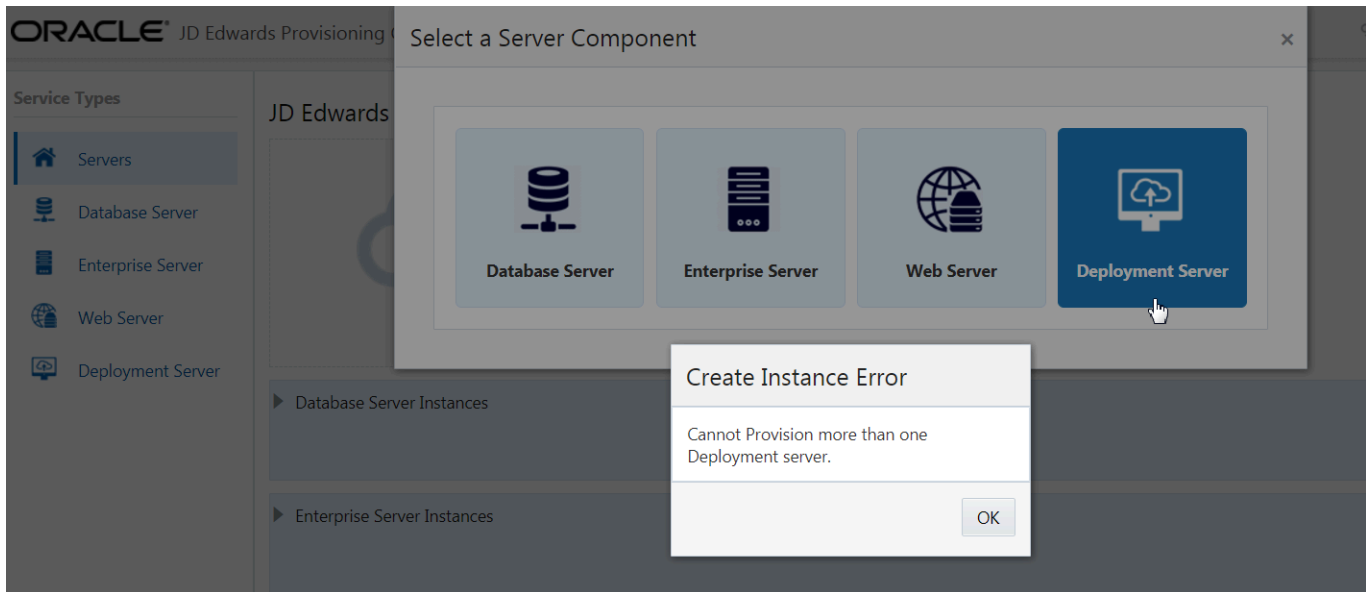 ORACLE® JD Edwards Provisioning
Select a Server Component
×
Service Types
Servers
Database Server
Enterprise Server
Web Server
Deployment Server
JD Edwards
Database Server
Enterprise Server
Web Server
Deployment Server
Create Instance Error
Cannot Provision more than one
Deployment server.
OK
Database Server Instances
Enterprise Server Instances